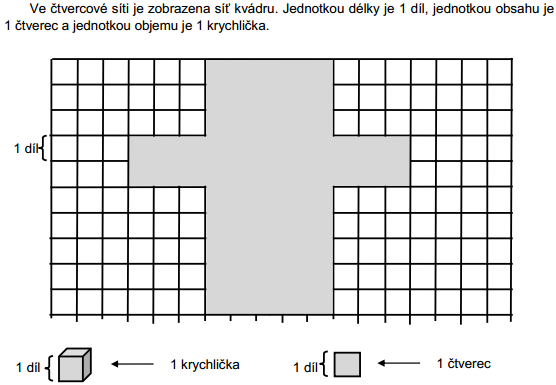 Ve čtvercové síti je zobrazena síť kvádru. Jednotkou délky je 1 díl, jednotkou obsahu je
1 čtverec a jednotkou objemu je 1 krychlička.
1 díl
1 díl
1 krychlička
1 díl
1 čtverec